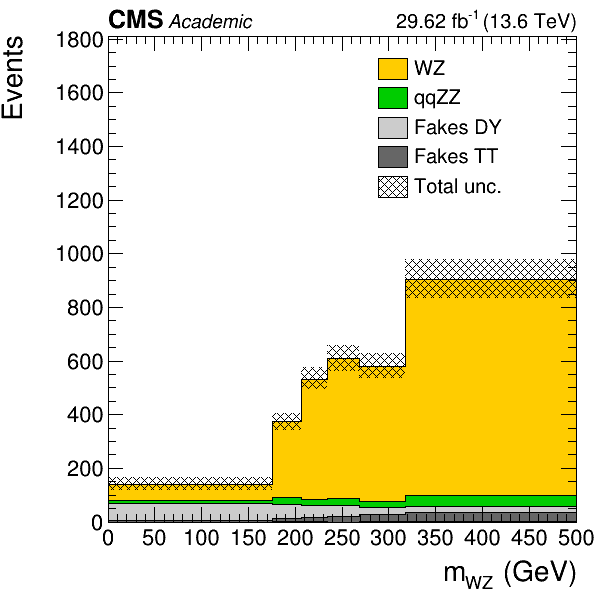 CMS Academic 29.62 fb⁻¹ (13.6 TeV)
Events
1800
1600
1400
1200
1000
800
600
400
200
0
WZ
qqZZ
Fakes DY
Fakes TT
Total unc.
0 50 100 150 200 250 300 350 400 450 500
m_WZ (GeV)